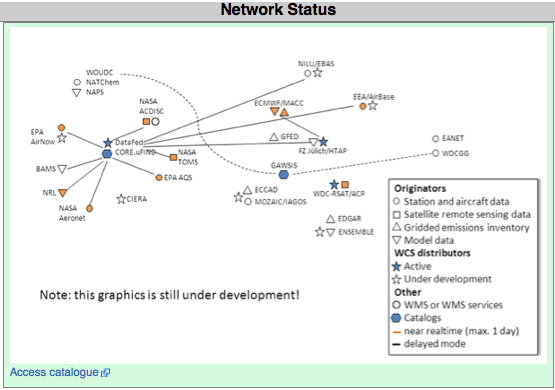 Network Status
WOUDC
NATChem
NAPS
NILU/EBAS
NASA
ACDISC
ECMWF/MACC
EEA/AirBase
EPA
AirNow
DataFed
CORE.uFIND
GFED
FZ Jülich/HTAP
EANET
WDCGG
NASA
TOMS
BAMS
GAWSIS
EPA AQS
NRL
CIERA
ECCAD
MOZAIC/IAGOS
WDC-RSAT/ACP
NASA
Aeronet
EDGAR
ENSEMBLE
Originators
Station and aircraft data
Satellite remote sensing data
Gridded emissions inventory
Model data
WCS distributors
Active
Under development
Other
WMS or WMS services
Catalogs
near realtime (max. 1 day)
delayed mode
Note: this graphics is still under development!
Access catalogue